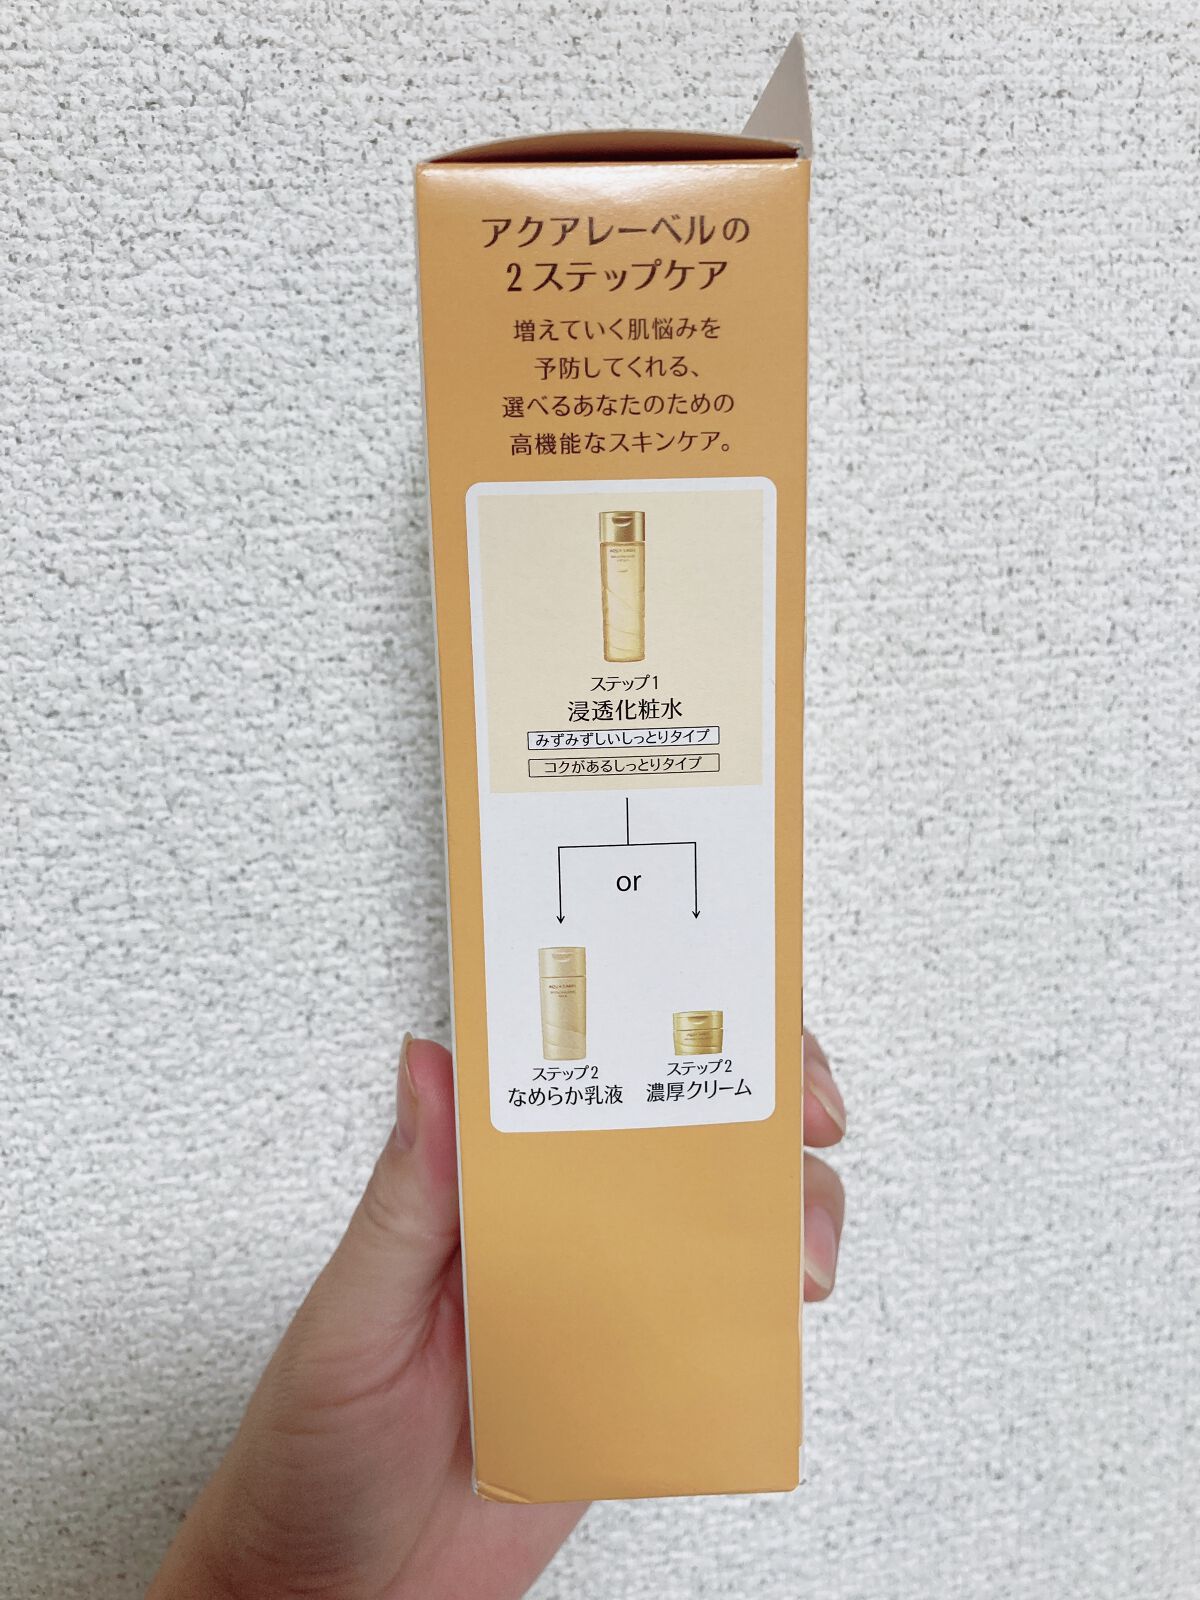 アクアレーベルの
2ステップケア
増えていく肌悩みを
予防してくれる、
選べるあなたのための
高機能なスキンケア。
AQUA LABEL
ステップ1
浸透化粧水
みずみずしいしっとりタイプ
コクがあるしっとりタイプ
or
AQUA LABEL
ステップ2
なめらか乳液
ステップ2
濃厚クリーム